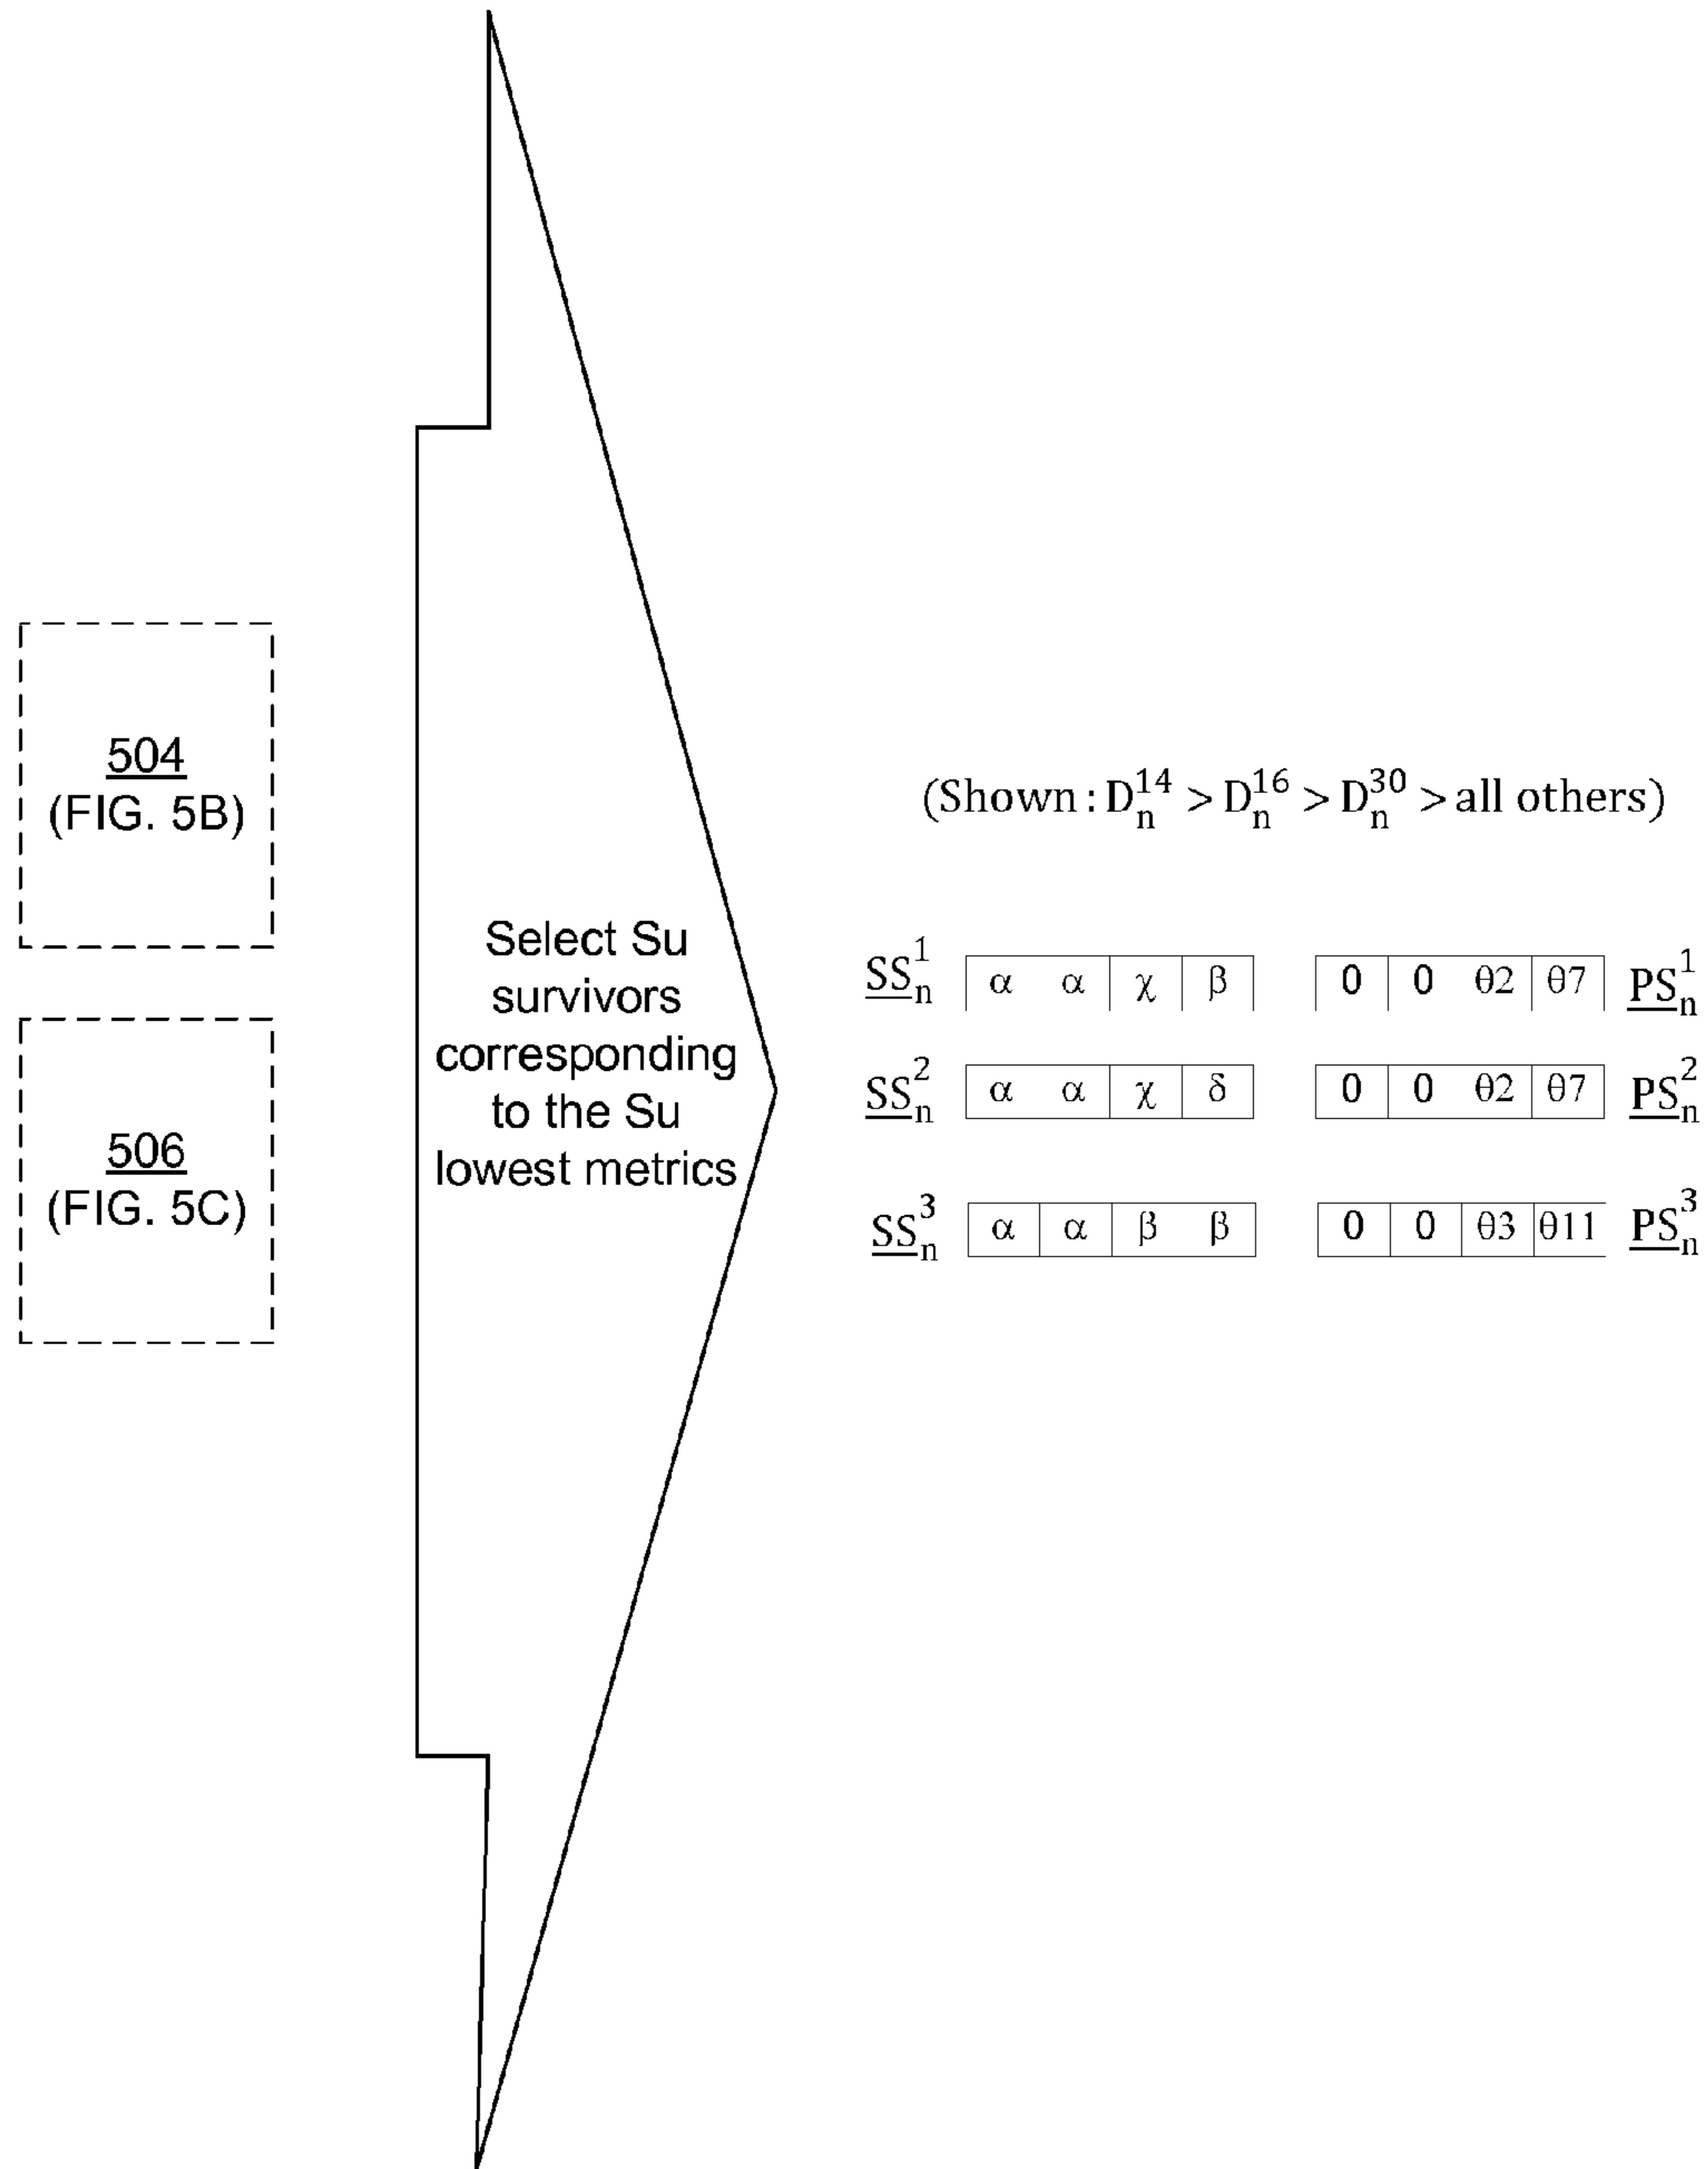 504
(FIG. 5B)
506
(FIG. 5C)
Select Su
survivors
corresponding
to the Su
lowest metrics
(Shown : D_n^14 > D_n^16 > D_n^30 > all others)
SS_n^1 α α χ β 0 0 θ2 θ7 PS_n^1
SS_n^2 α α χ δ 0 0 θ2 θ7 PS_n^2
SS_n^3 α α β β 0 0 θ3 θ11 PS_n^3